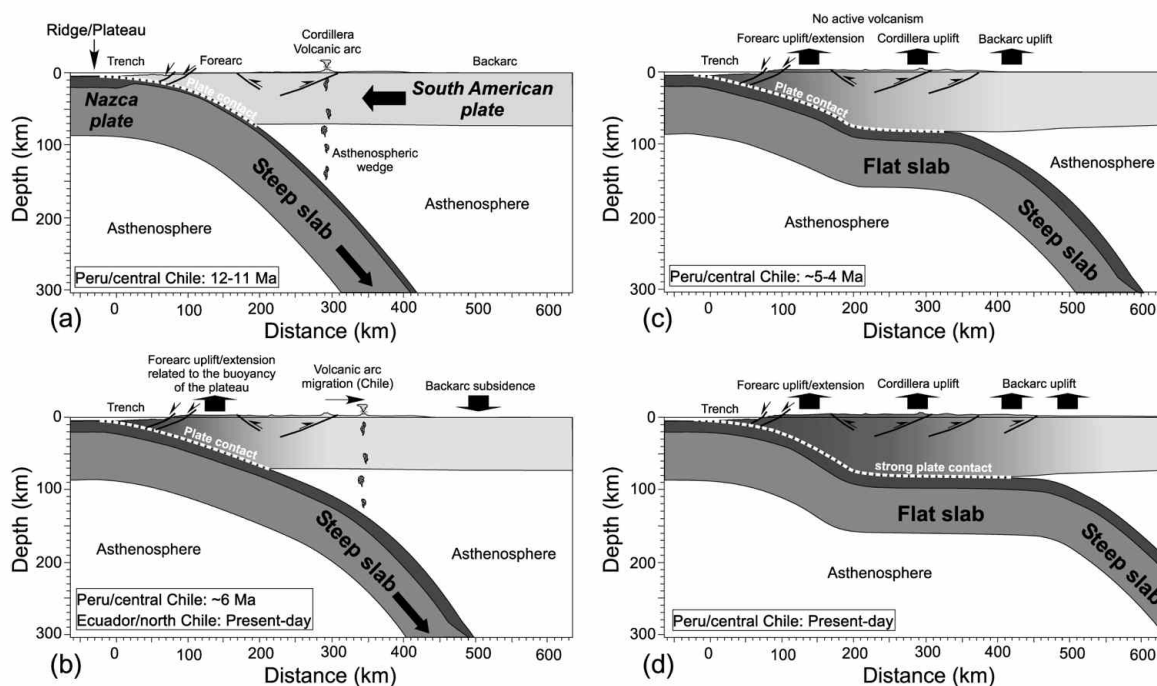 Ridge/Plateau
Trench
Forearc
Cordillera
Volcanic arc
Backarc
0
100
200
300
Depth (km)
Nazca
plate
Plate contact
South American
plate
Asthenospheric
wedge
Steep slab
Asthenosphere
Asthenosphere
Peru/central Chile: 12-11 Ma
0 100 200 300 400 500 600
Distance (km)
(a)
Forearc uplift/extension
related to the buoyancy
of the plateau
Volcanic arc
migration (Chile)
Backarc subsidence
Trench
0
100
200
300
Depth (km)
Plate contact
Steep slab
Asthenosphere
Asthenosphere
Peru/central Chile: ~6 Ma
Ecuador/north Chile: Present-day
0 100 200 300 400 500 600
Distance (km)
(b)
No active volcanism
Forearc uplift/extension
Cordillera uplift
Backarc uplift
Trench
0
100
200
300
Depth (km)
Plate contact
Flat slab
Steep slab
Asthenosphere
Asthenosphere
Peru/central Chile: ~5-4 Ma
0 100 200 300 400 500 600
Distance (km)
(c)
Forearc uplift/extension
Cordillera uplift
Backarc uplift
Trench
0
100
200
300
Depth (km)
strong plate contact
Flat slab
Steep slab
Asthenosphere
Peru/central Chile: Present-day
0 100 200 300 400 500 600
Distance (km)
(d)